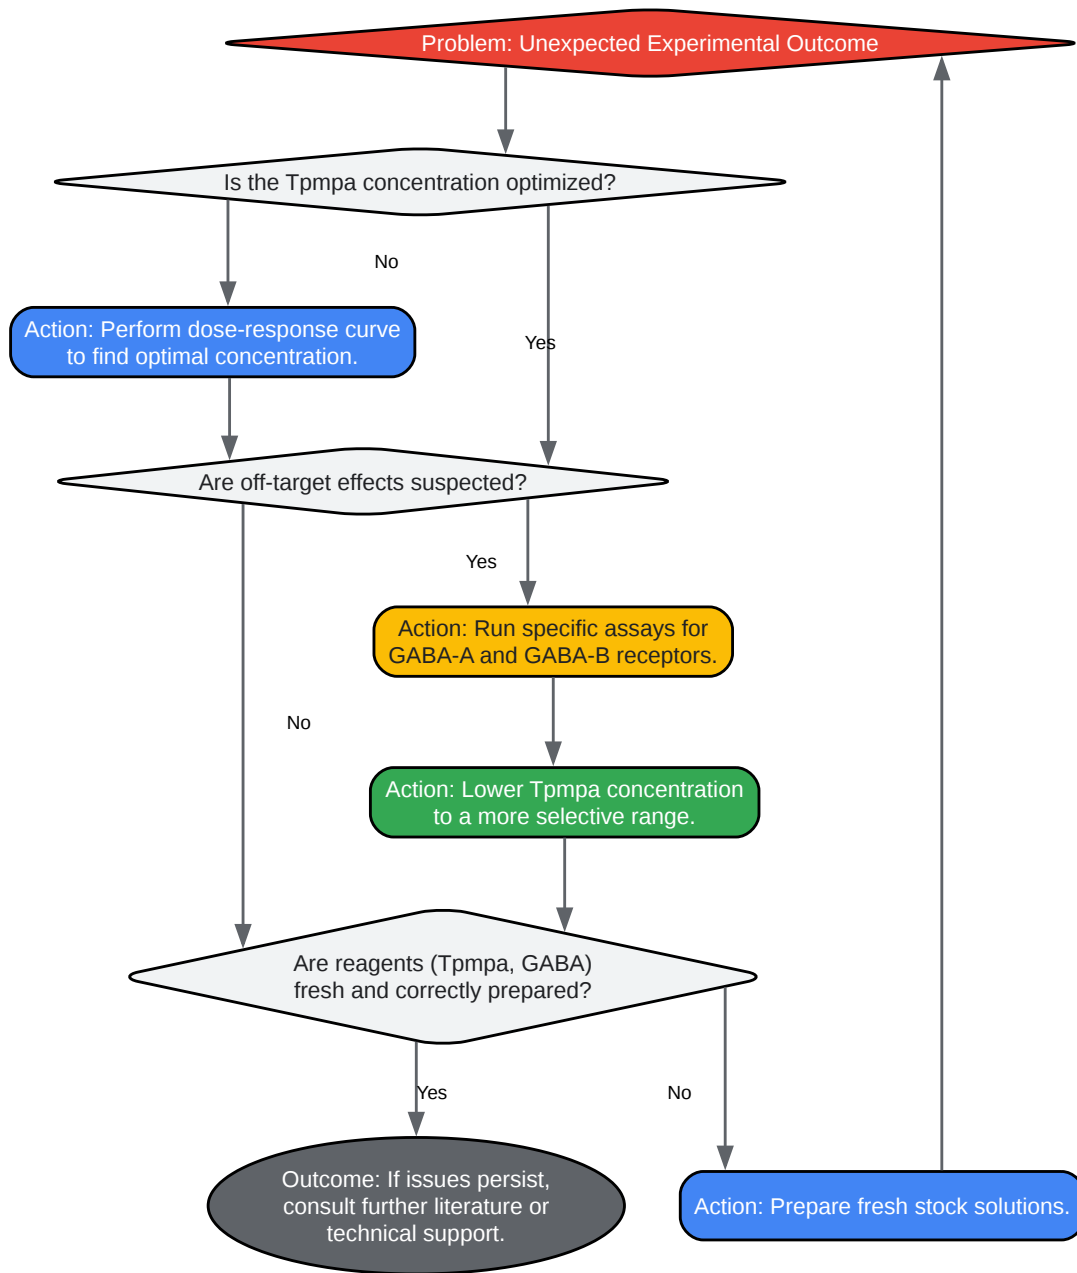 Problem: Unexpected Experimental Outcome
Is the Tpmpa concentration optimized?
No
Action: Perform dose-response curve
to find optimal concentration.
Yes
Are off-target effects suspected?
Yes
Action: Run specific assays for
GABA-A and GABA-B receptors.
No
Action: Lower Tpmpa concentration
to a more selective range.
Are reagents (Tpmpa, GABA)
fresh and correctly prepared?
Yes
No
Outcome: If issues persist,
consult further literature or
technical support.
Action: Prepare fresh stock solutions.